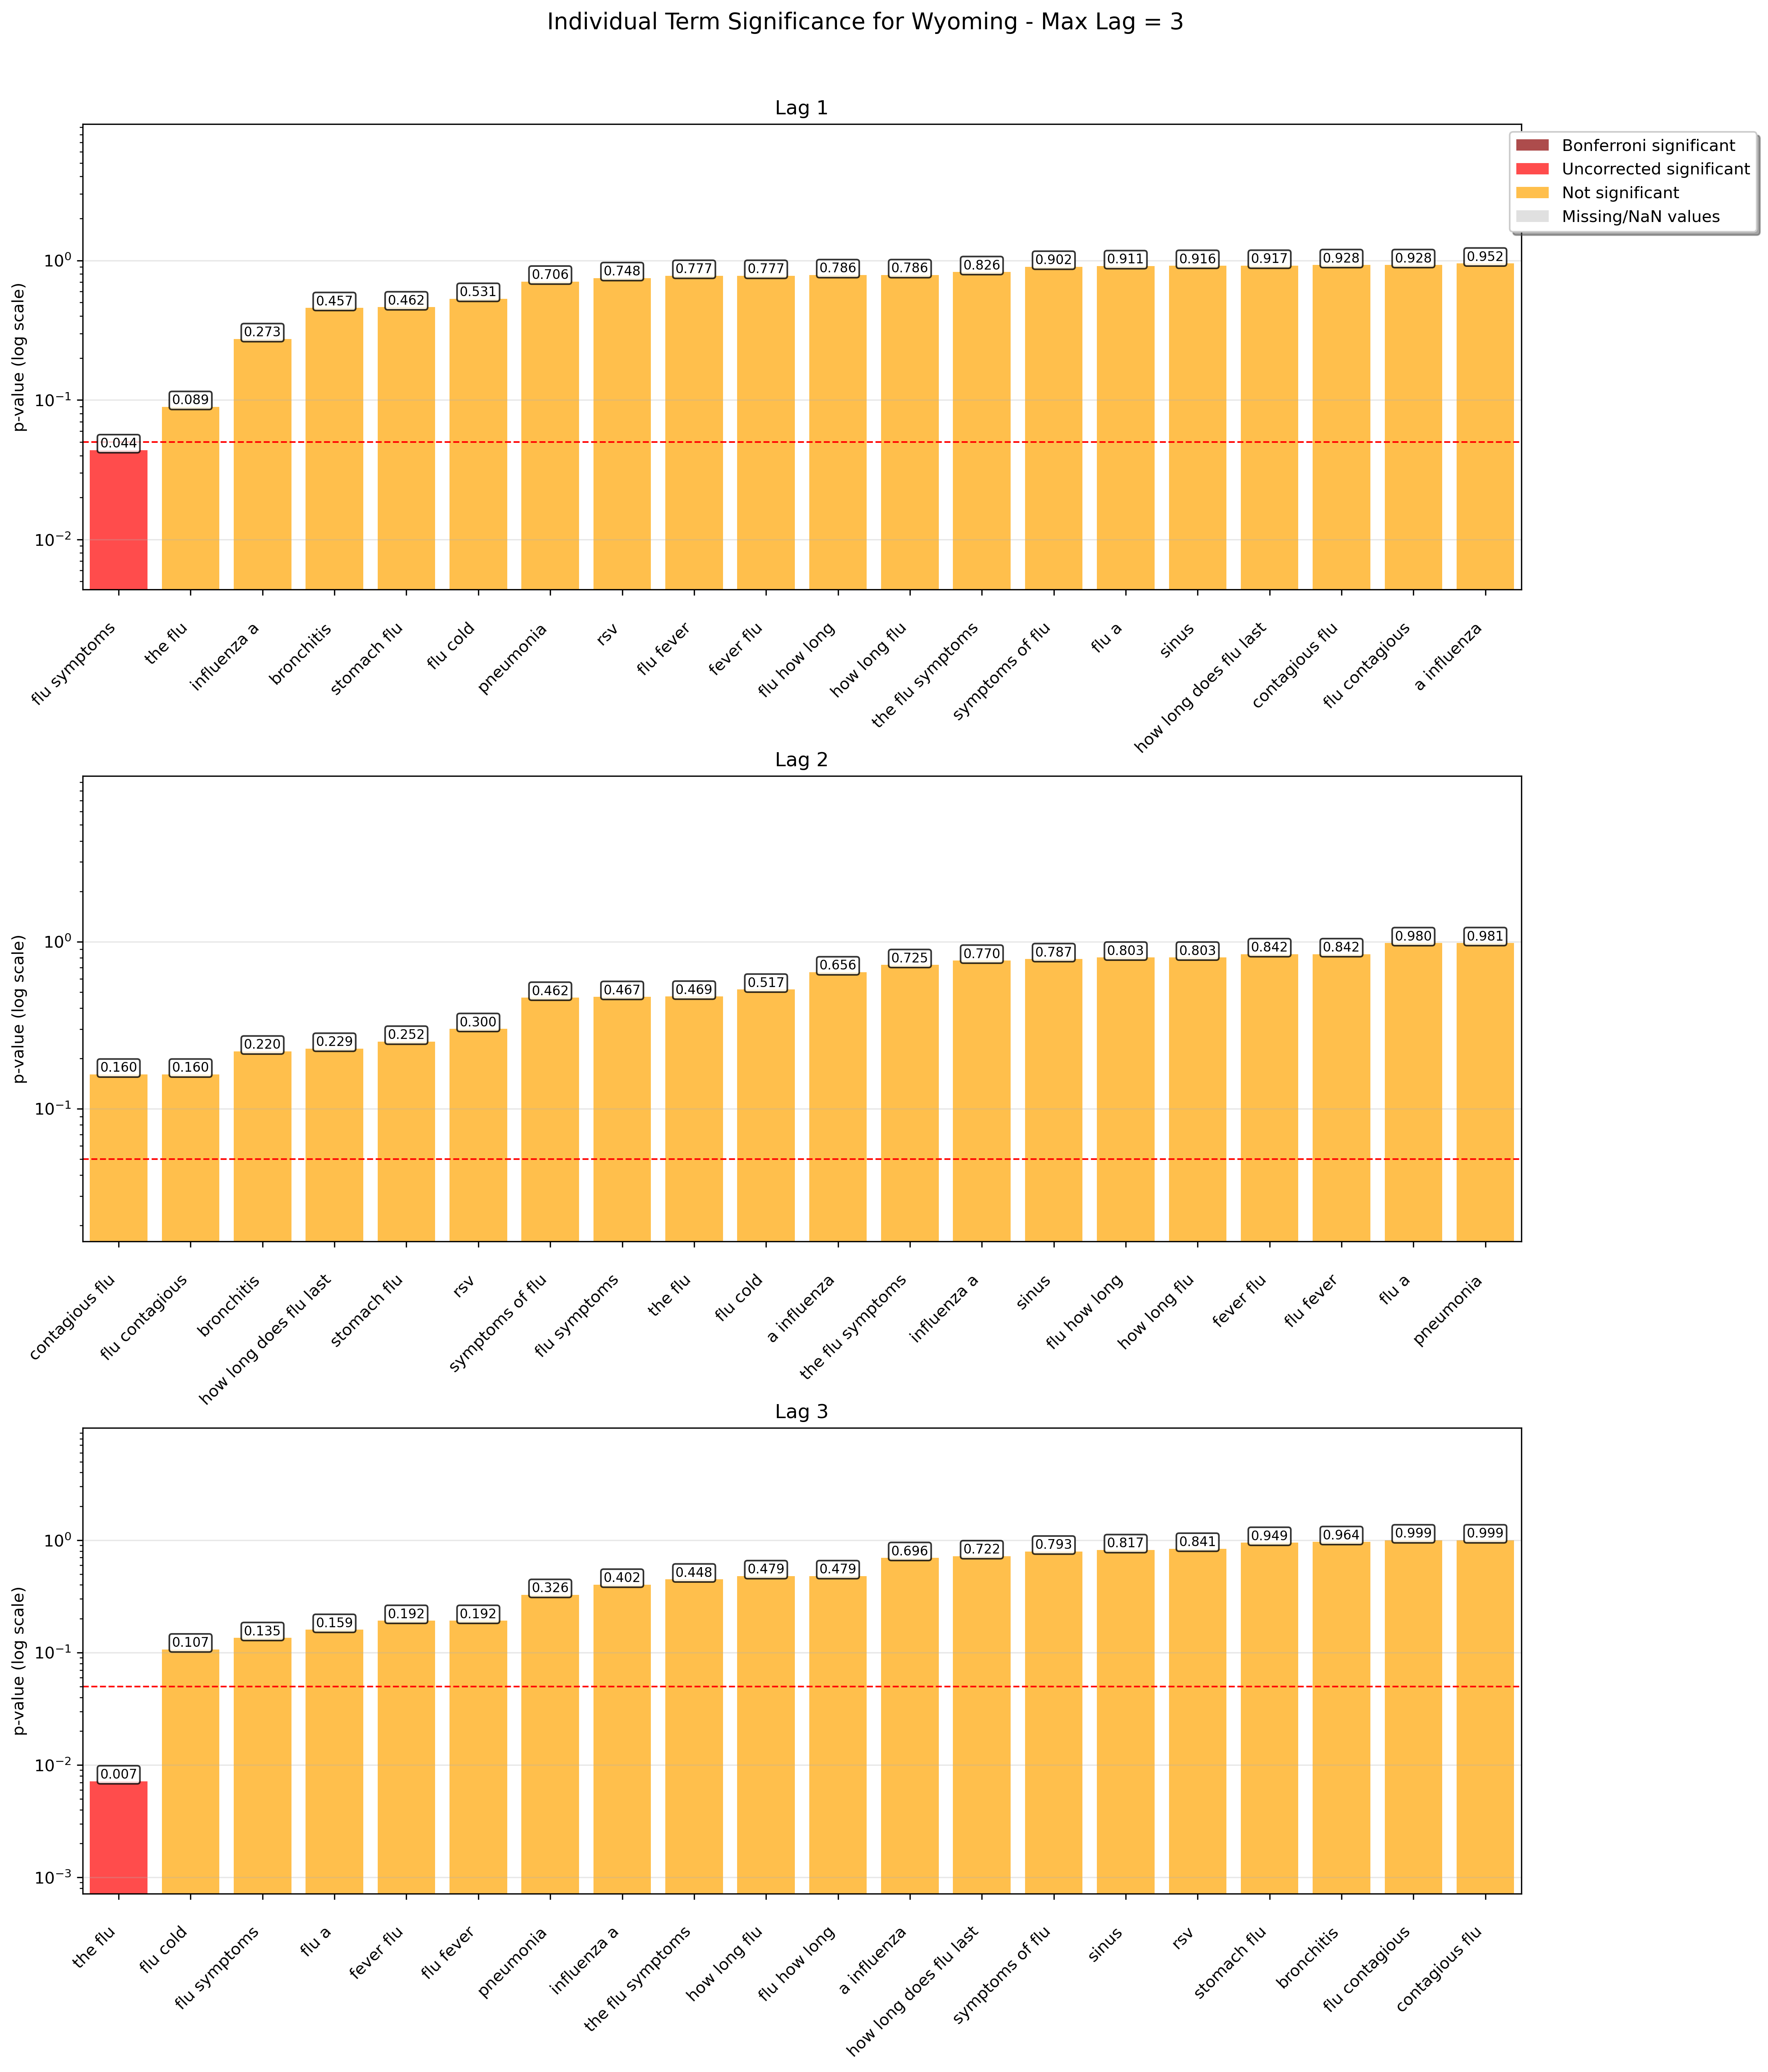 Individual Term Significance for Wyoming - Max Lag = 3
Lag 1
Bonferroni significant
Uncorrected significant
Not significant
Missing/NaN values
p-value (log scale)
10⁰
10⁻¹
10⁻²
0.044 0.089 0.273 0.457 0.462 0.531 0.706 0.748 0.777 0.777 0.786 0.786 0.826 0.902 0.911 0.916 0.917 0.928 0.928 0.952
flu symptoms
the flu
influenza a
bronchitis
stomach flu
flu cold
pneumonia
rsv
flu fever
fever flu
flu how long
how long flu
the flu symptoms
symptoms of flu
flu a
sinus
how long does flu last
contagious flu
flu contagious
a influenza
Lag 2
p-value (log scale)
10⁰
10⁻¹
0.160 0.160 0.220 0.229 0.252 0.300 0.462 0.467 0.469 0.517 0.656 0.725 0.770 0.787 0.803 0.803 0.842 0.842 0.980 0.981
contagious flu
flu contagious
bronchitis
how long does flu last
stomach flu
rsv
symptoms of flu
flu symptoms
the flu
flu cold
a influenza
the flu symptoms
influenza a
sinus
flu how long
how long flu
fever flu
flu fever
flu a
pneumonia
Lag 3
p-value (log scale)
10⁰
10⁻¹
10⁻²
10⁻³
0.007 0.107 0.135 0.159 0.192 0.192 0.326 0.402 0.448 0.479 0.479 0.696 0.722 0.793 0.817 0.841 0.949 0.964 0.999 0.999
the flu
flu cold
flu symptoms
flu a
fever flu
flu fever
pneumonia
influenza a
the flu symptoms
how long flu
flu how long
a influenza
how long does flu last
symptoms of flu
sinus
rsv
stomach flu
bronchitis
flu contagious
contagious flu